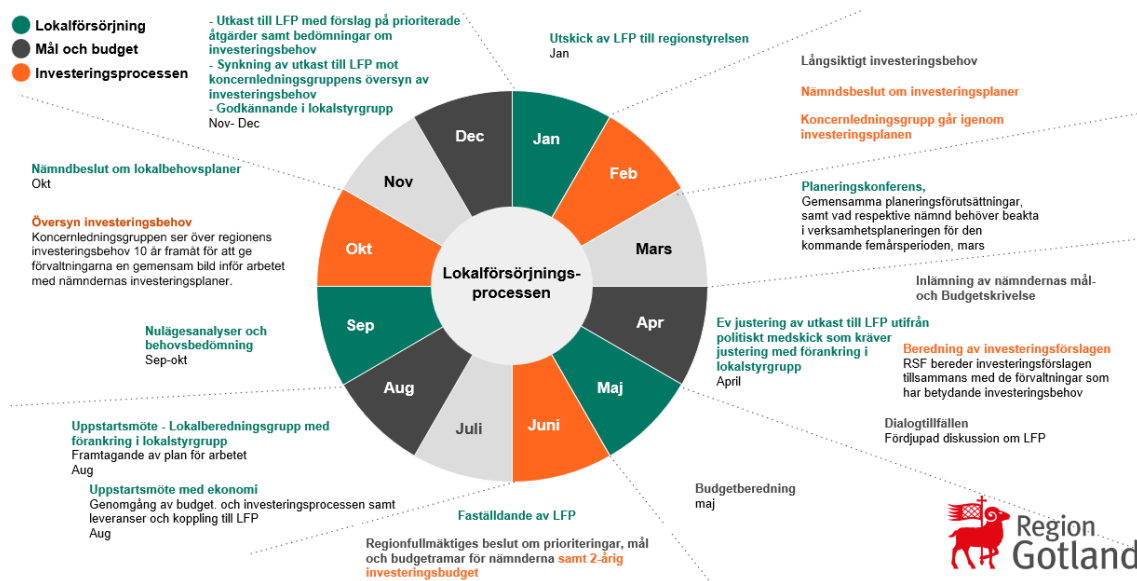 Lokalförsörjning
Mål och budget
Investeringsprocessen
- Utkast till LFP med förslag på prioriterade
åtgärder samt bedömningar om
investeringsbehov
- Synkning av utkast till LFP mot
koncernledningsgruppens översyn av
investeringsbehov
- Godkännande i lokalstyrgrupp
Nov- Dec
Utskick av LFP till regionstyrelsen
Jan
Långsiktigt investeringsbehov
Nämndsbeslut om investeringsplaner
Koncernledningsgrupp går igenom
investeringsplanen
Planeringskonferens,
Gemensamma planeringsförutsättningar,
samt vad respektive nämnd behöver beakta
i verksamhetsplaneringen för den
kommande femårsperioden, mars
Inlämning av nämndernas mål-
och Budgetskrivelse
Ev justering av utkast till LFP utifrån
politiskt medskick som kräver
justering med förankring i
lokalstyrgrupp
April
Beredning av investeringsförslagen
RSF bereder investeringsförslagen
tillsammans med de förvaltningar som
har betydande investeringsbehov
Dialogtillfällen
Fördjupad diskussion om LFP
Budgetberedning
maj
Faställdande av LFP
Regionfullmäktiges beslut om prioriteringar, mål
och budgetramar för nämnderna samt 2-årig
investeringsbudget
Uppstartsmöte med ekonomi
Genomgång av budget. och investeringsprocessen samt
leveranser och koppling till LFP
Aug
Uppstartsmöte - Lokalberedningsgrupp med
förankring i lokalstyrgrupp
Framtagande av plan för arbetet
Aug
Nulägesanalyser och
behovsbedömning
Sep-okt
Översyn investeringsbehov
Koncernledningsgruppen ser över regionens
investeringsbehov 10 år framåt för att ge
förvaltningarna en gemensam bild inför arbetet
med nämndernas investeringsplaner.
Nämndbeslut om lokalbehovsplaner
Okt
Jan
Feb
Mars
Apr
Maj
Juni
Juli
Aug
Sep
Okt
Nov
Dec
Lokalförsörjnings-
processen
Region
Gotland